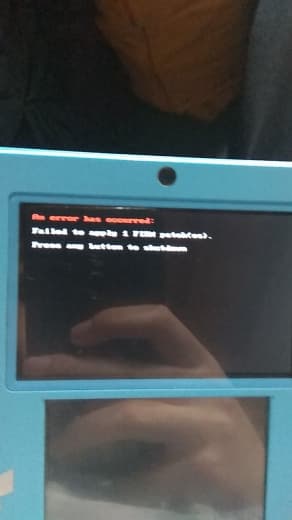 An error has occurred:
Failed to apply 1 FIRM patch(es).
Press any button to shutdown